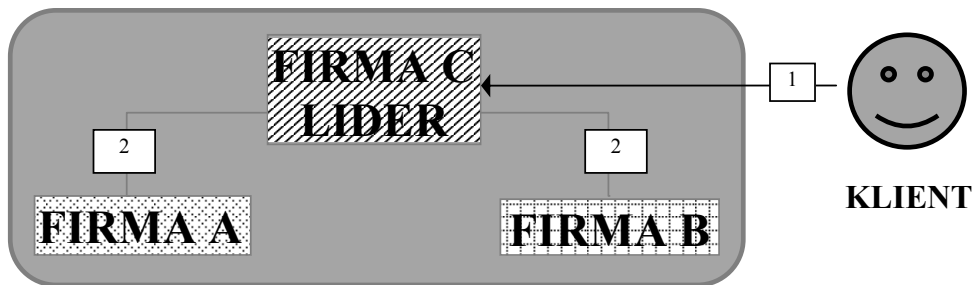 FIRMA C
LIDER
1
2
2
FIRMA A
FIRMA B
KLIENT